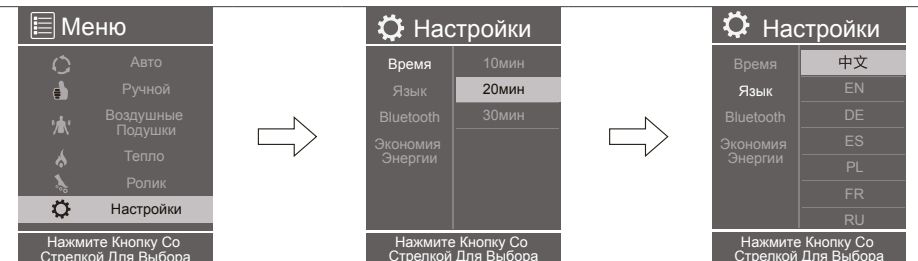 Меню
Авто
Ручной
Воздушные
Подушки
Тепло
Ролик
Настройки
Нажмите Кнопку Со
Стрелкой Для Выбора
Настройки
Время
10мин
Язык
20мин
Bluetooth
30мин
Экономия
Энергии
Нажмите Кнопку Со
Стрелкой Для Выбора
Настройки
Время
中文
Язык
EN
Bluetooth
DE
Экономия
Энергии
ES
PL
FR
RU
Нажмите Кнопку Со
Стрелкой Для Выбора